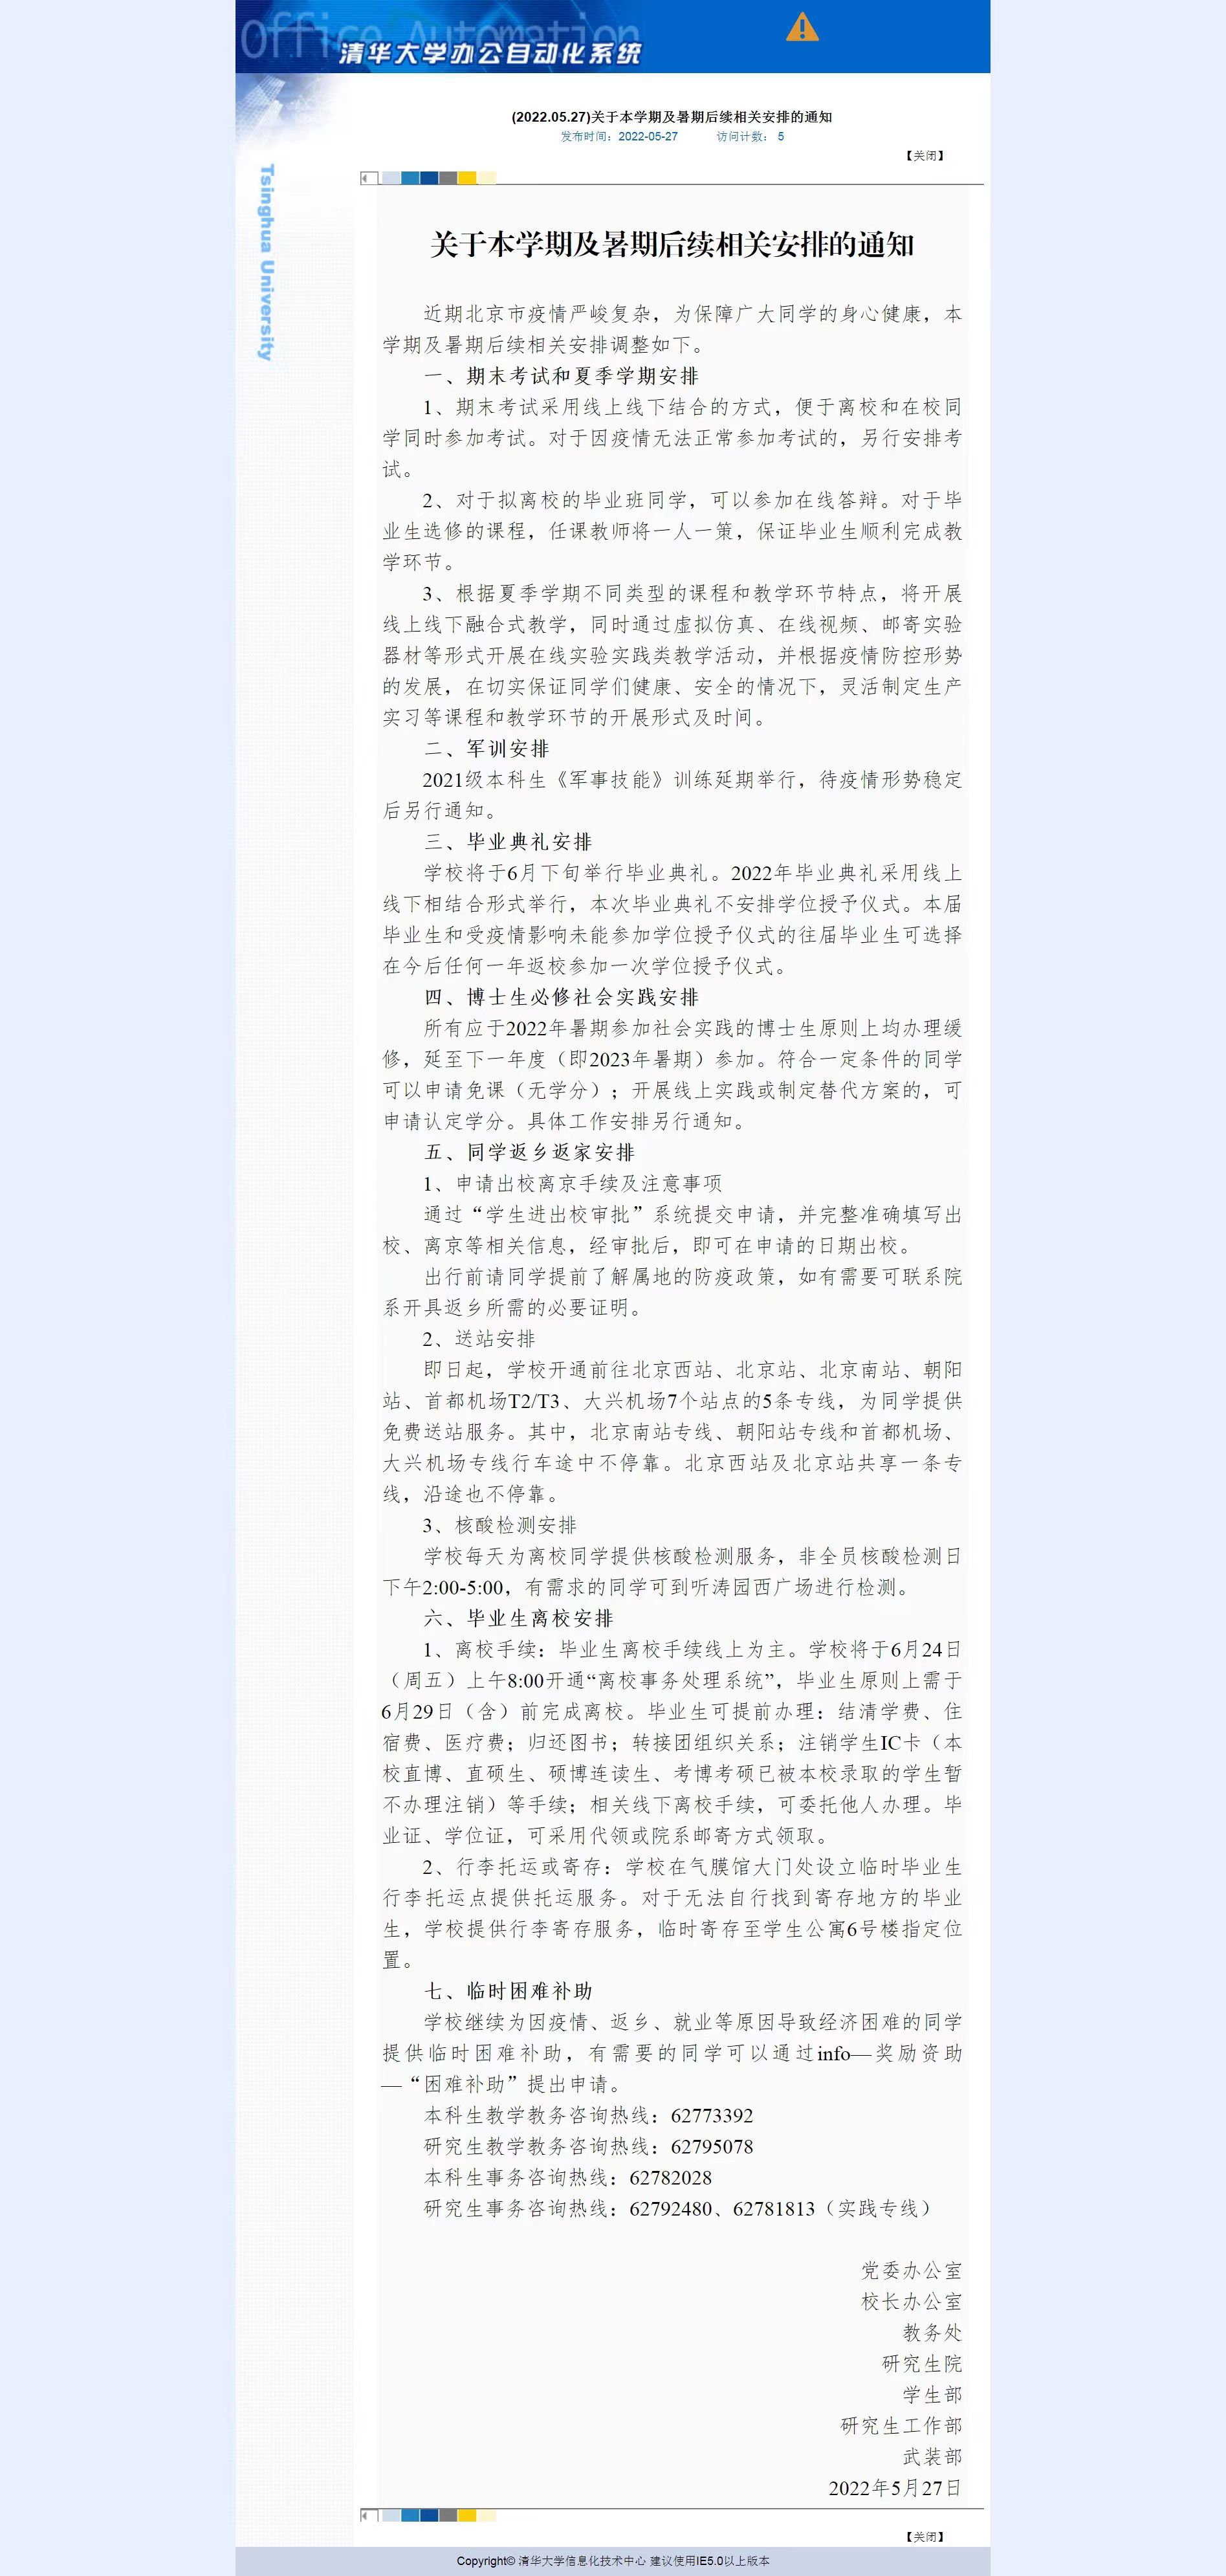 Office Automation
清华大学办公自动化系统
Tsinghua University
(2022.05.27)关于本学期及暑期后续相关安排的通知
发布时间：2022-05-27 访问计数： 5
【关闭】
关于本学期及暑期后续相关安排的通知
近期北京市疫情严峻复杂，为保障广大同学的身心健康，本
学期及暑期后续相关安排调整如下。
一、期末考试和夏季学期安排
1、期末考试采用线上线下结合的方式，便于离校和在校同
学同时参加考试。对于因疫情无法正常参加考试的，另行安排考
试。
2、对于拟离校的毕业班同学，可以参加在线答辩。对于毕
业生选修的课程，任课教师将一人一策，保证毕业生顺利完成教
学环节。
3、根据夏季学期不同类型的课程和教学环节特点，将开展
线上线下融合式教学，同时通过虚拟仿真、在线视频、邮寄实验
器材等形式开展在线实验实践类教学活动，并根据疫情防控形势
的发展，在切实保证同学们健康、安全的情况下，灵活制定生产
实习等课程和教学环节的开展形式及时间。
二、军训安排
2021级本科生《军事技能》训练延期举行，待疫情形势稳定
后另行通知。
三、毕业典礼安排
学校将于6月下旬举行毕业典礼。2022年毕业典礼采用线上
线下相结合形式举行，本次毕业典礼不安排学位授予仪式。本届
毕业生和受疫情影响未能参加学位授予仪式的往届毕业生可选择
在今后任何一年返校参加一次学位授予仪式。
四、博士生必修社会实践安排
所有应于2022年暑期参加社会实践的博士生原则上均办理缓
修，延至下一年度（即2023年暑期）参加。符合一定条件的同学
可以申请免课（无学分）；开展线上实践或制定替代方案的，可
申请认定学分。具体工作安排另行通知。
五、同学返乡返家安排
1、申请出校离京手续及注意事项
通过“学生进出校审批”系统提交申请，并完整准确填写出
校、离京等相关信息，经审批后，即可在申请的日期出校。
出行前请同学提前了解属地的防疫政策，如有需要可联系院
系开具返乡所需的必要证明。
2、送站安排
即日起，学校开通前往北京西站、北京站、北京南站、朝阳
站、首都机场T2/T3、大兴机场7个站点的5条专线，为同学提供
免费送站服务。其中，北京南站专线、朝阳站专线和首都机场、
大兴机场专线行车途中不停靠。北京西站及北京站共享一条专
线，沿途也不停靠。
3、核酸检测安排
学校每天为离校同学提供核酸检测服务，非全员核酸检测日
下午2:00-5:00，有需求的同学可到听涛园西广场进行检测。
六、毕业生离校安排
1、离校手续：毕业生离校手续线上为主。学校将于6月24日
（周五）上午8:00开通“离校事务处理系统”，毕业生原则上需于
6月29日（含）前完成离校。毕业生可提前办理：结清学费、住
宿费、医疗费；归还图书；转接团组织关系；注销学生IC卡（本
校直博、直硕生、硕博连读生、考博考硕已被本校录取的学生暂
不办理注销）等手续；相关线下离校手续，可委托他人办理。毕
业证、学位证，可采用代领或院系邮寄方式领取。
2、行李托运或寄存：学校在气膜馆大门处设立临时毕业生
行李托运点提供托运服务。对于无法自行找到寄存地方的毕业
生，学校提供行李寄存服务，临时寄存至学生公寓6号楼指定位
置。
七、临时困难补助
学校继续为因疫情、返乡、就业等原因导致经济困难的同学
提供临时困难补助，有需要的同学可以通过info—奖励资助
—“困难补助”提出申请。
本科生教学教务咨询热线：62773392
研究生教学教务咨询热线：62795078
本科生事务咨询热线：62782028
研究生事务咨询热线：62792480、62781813（实践专线）
党委办公室
校长办公室
教务处
研究生院
学生部
研究生工作部
武装部
2022年5月27日
【关闭】
Copyright© 清华大学信息化技术中心 建议使用IE5.0以上版本